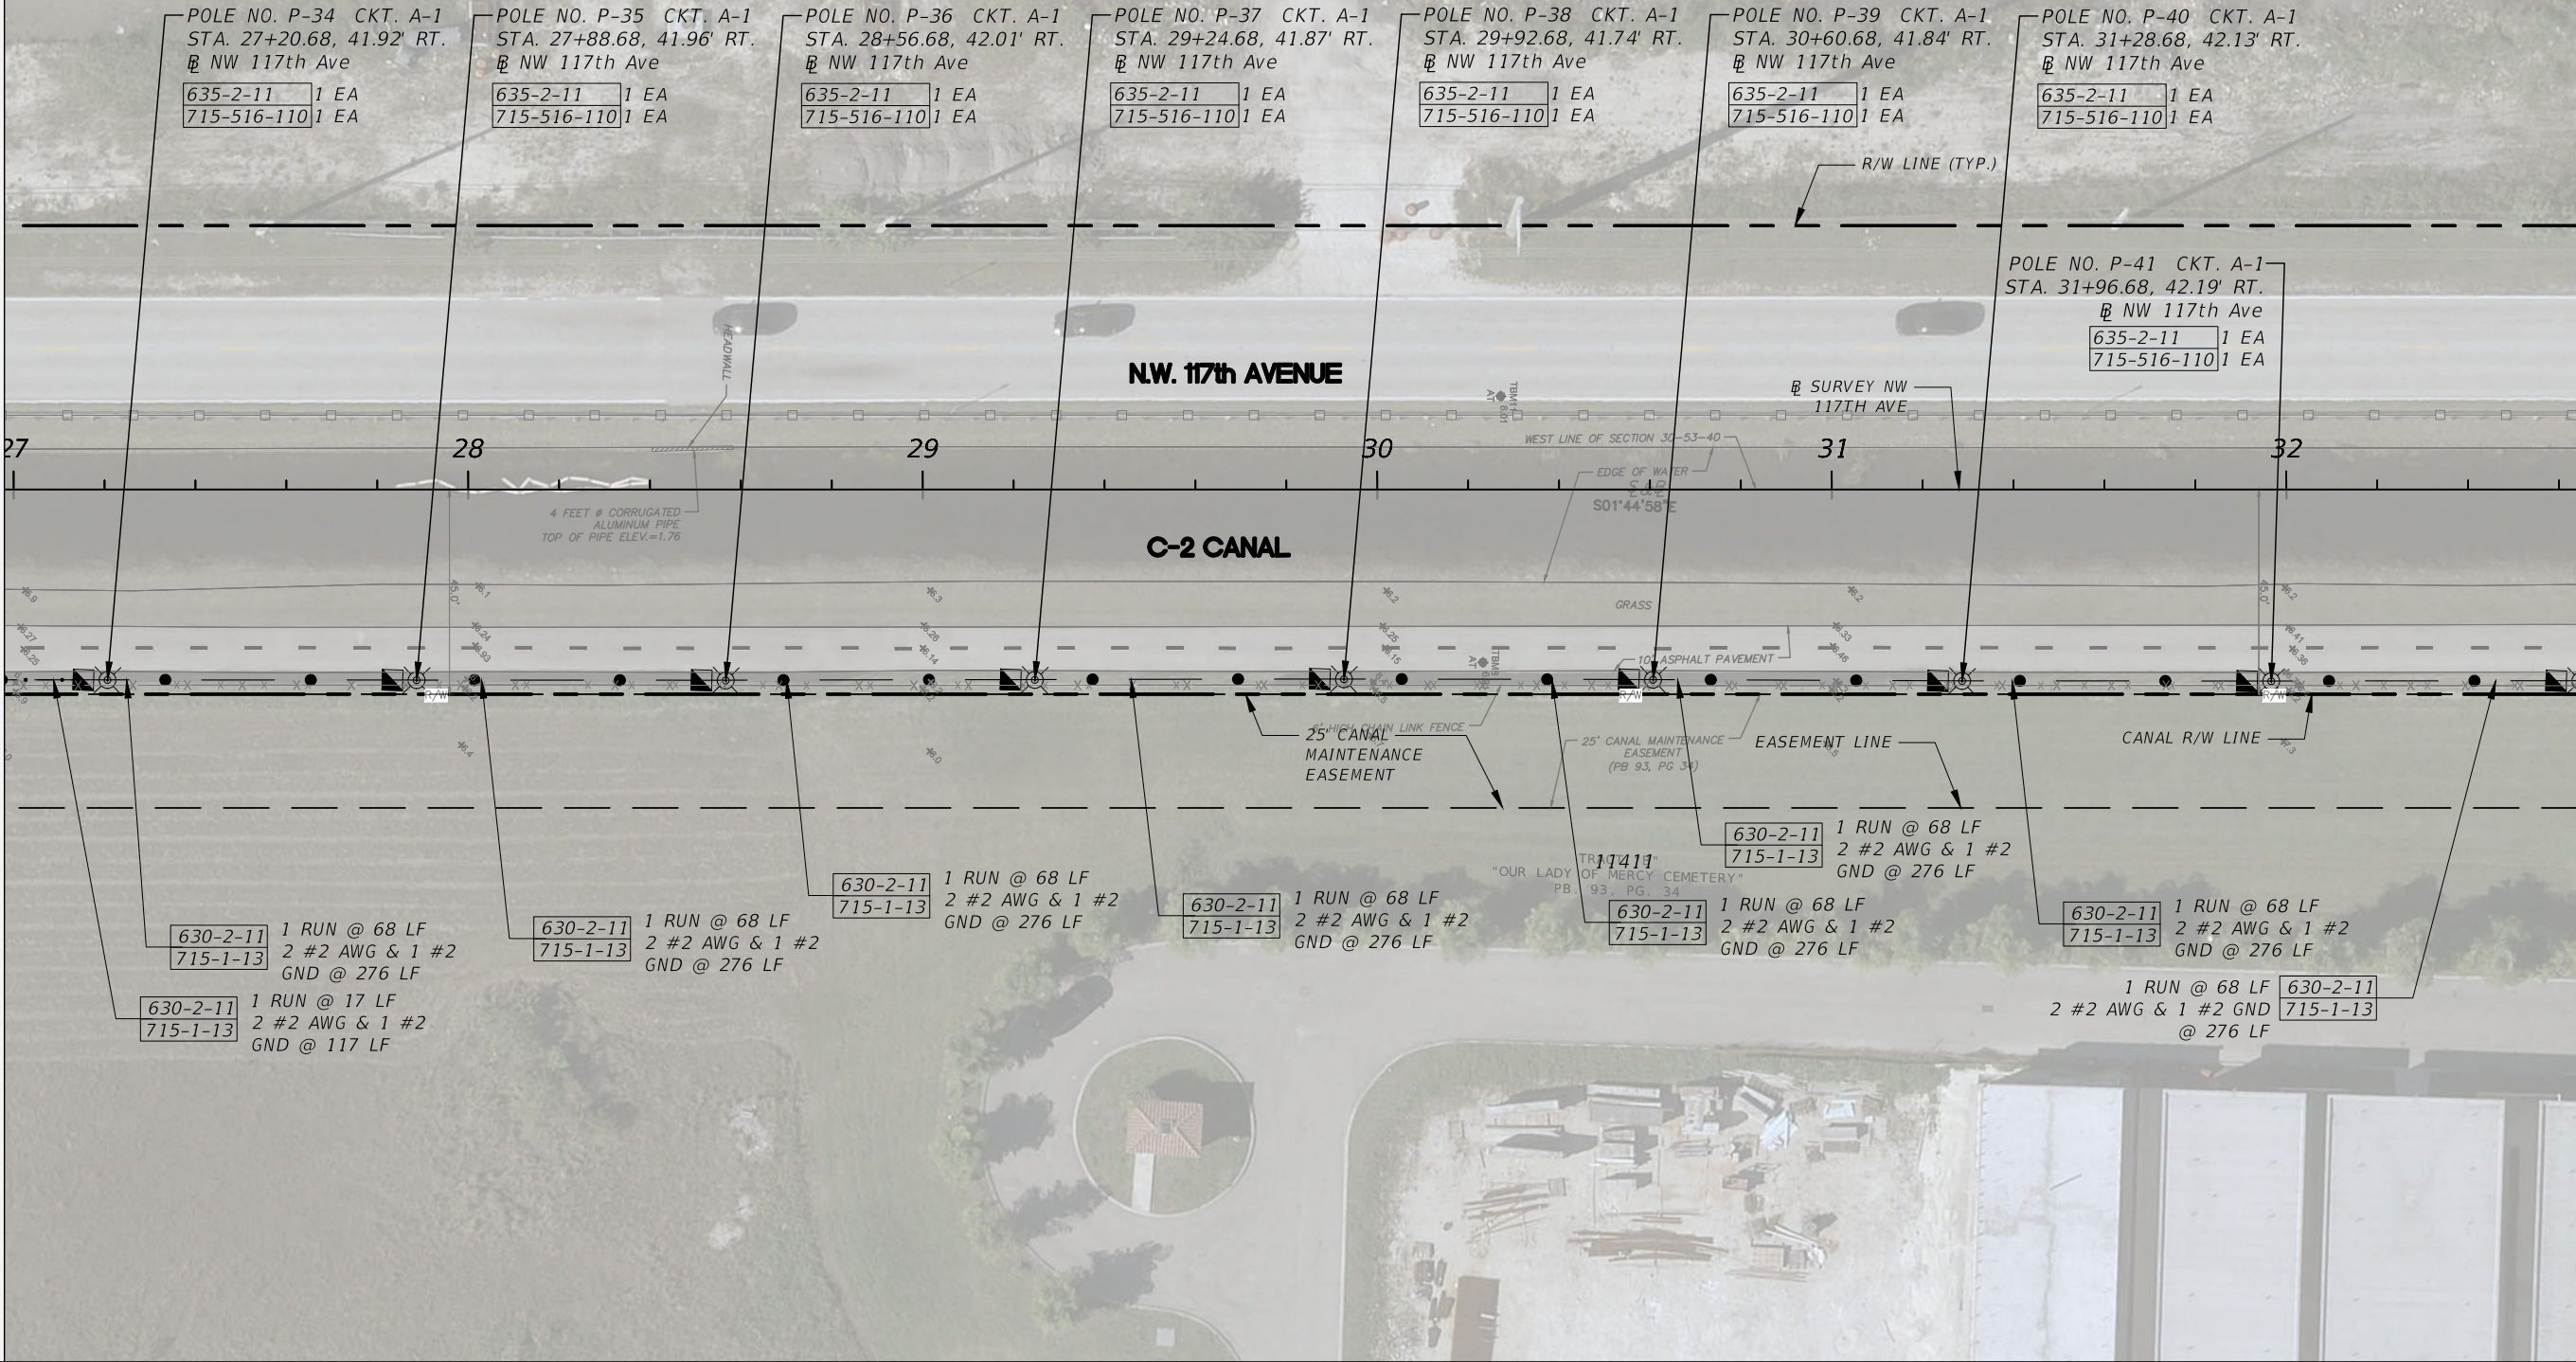 POLE NO. P-34 CKT. A-1
STA. 27+20.68, 41.92' RT.
BL NW 117th Ave
635-2-11 1 EA
715-516-110 1 EA
POLE NO. P-35 CKT. A-1
STA. 27+88.68, 41.96' RT.
BL NW 117th Ave
635-2-11 1 EA
715-516-110 1 EA
POLE NO. P-36 CKT. A-1
STA. 28+56.68, 42.01' RT.
BL NW 117th Ave
635-2-11 1 EA
715-516-110 1 EA
POLE NO. P-37 CKT. A-1
STA. 29+24.68, 41.87' RT.
BL NW 117th Ave
635-2-11 1 EA
715-516-110 1 EA
POLE NO. P-38 CKT. A-1
STA. 29+92.68, 41.74' RT.
BL NW 117th Ave
635-2-11 1 EA
715-516-110 1 EA
POLE NO. P-39 CKT. A-1
STA. 30+60.68, 41.84' RT.
BL NW 117th Ave
635-2-11 1 EA
715-516-110 1 EA
POLE NO. P-40 CKT. A-1
STA. 31+28.68, 42.13' RT.
BL NW 117th Ave
635-2-11 1 EA
715-516-110 1 EA
R/W LINE (TYP.)
POLE NO. P-41 CKT. A-1
STA. 31+96.68, 42.19' RT.
BL NW 117th Ave
635-2-11 1 EA
715-516-110 1 EA
HEADWALL
N.W. 117th AVENUE
BL SURVEY NW
117TH AVE
27 28 29 30 31 32
WEST LINE OF SECTION 30-53-40
EDGE OF WATER
S01°44'58"E
4 FEET ø CORRUGATED
ALUMINUM PIPE
TOP OF PIPE ELEV.=1.76
C-2 CANAL
45.0'
45.0'
GRASS
10' ASPHALT PAVEMENT
R/W
R/W
R/W
6' HIGH CHAIN LINK FENCE
25' CANAL
MAINTENANCE
EASEMENT
25' CANAL MAINTENANCE
EASEMENT
(PB 93, PG 34)
EASEMENT LINE
CANAL R/W LINE
630-2-11 1 RUN @ 68 LF
715-1-13 2 #2 AWG & 1 #2
GND @ 276 LF
11411
"OUR LADY OF MERCY CEMETERY"
PB. 93, PG. 34
630-2-11 1 RUN @ 68 LF
715-1-13 2 #2 AWG & 1 #2
GND @ 276 LF
630-2-11 1 RUN @ 68 LF
715-1-13 2 #2 AWG & 1 #2
GND @ 276 LF
630-2-11 1 RUN @ 68 LF
715-1-13 2 #2 AWG & 1 #2
GND @ 276 LF
630-2-11 1 RUN @ 68 LF
715-1-13 2 #2 AWG & 1 #2
GND @ 276 LF
630-2-11 1 RUN @ 68 LF
715-1-13 2 #2 AWG & 1 #2
GND @ 276 LF
630-2-11 1 RUN @ 68 LF
715-1-13 2 #2 AWG & 1 #2
GND @ 276 LF
630-2-11 1 RUN @ 17 LF
715-1-13 2 #2 AWG & 1 #2
GND @ 117 LF
1 RUN @ 68 LF 630-2-11
2 #2 AWG & 1 #2 GND 715-1-13
@ 276 LF